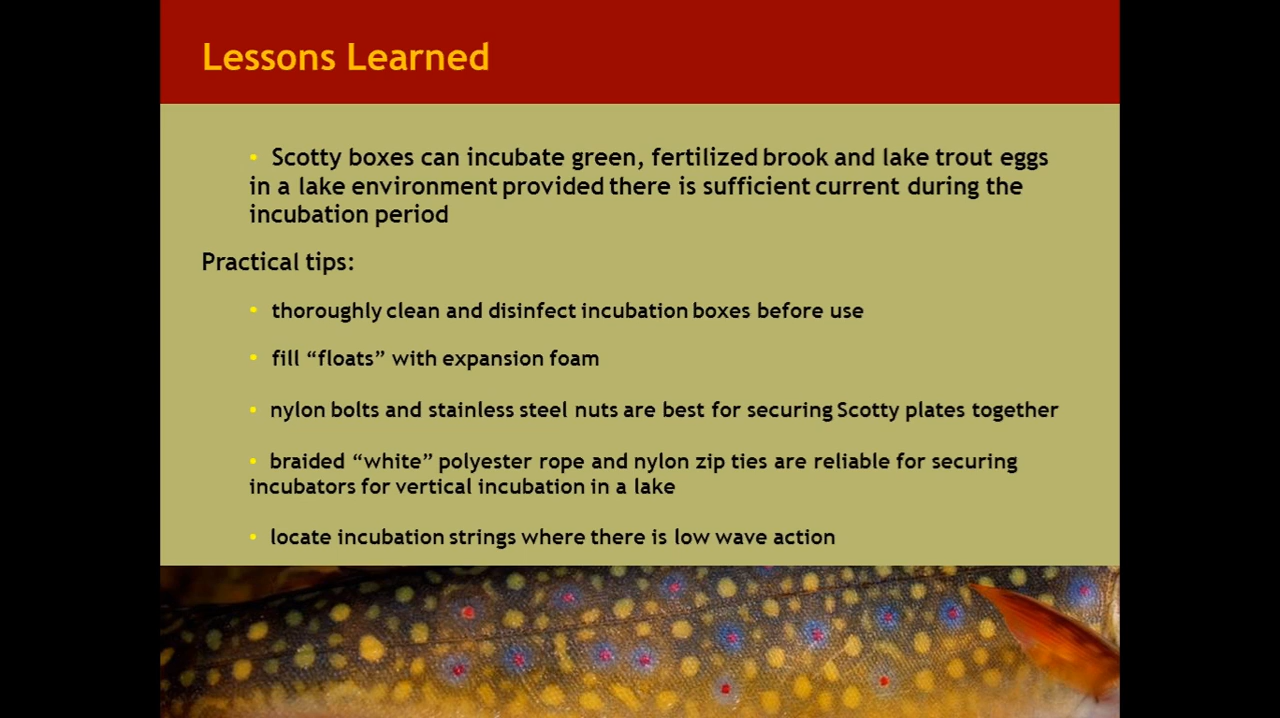 Lessons Learned
• Scotty boxes can incubate green, fertilized brook and lake trout eggs
in a lake environment provided there is sufficient current during the
incubation period
Practical tips:
• thoroughly clean and disinfect incubation boxes before use
• fill “floats” with expansion foam
• nylon bolts and stainless steel nuts are best for securing Scotty plates together
• braided “white” polyester rope and nylon zip ties are reliable for securing
incubators for vertical incubation in a lake
• locate incubation strings where there is low wave action